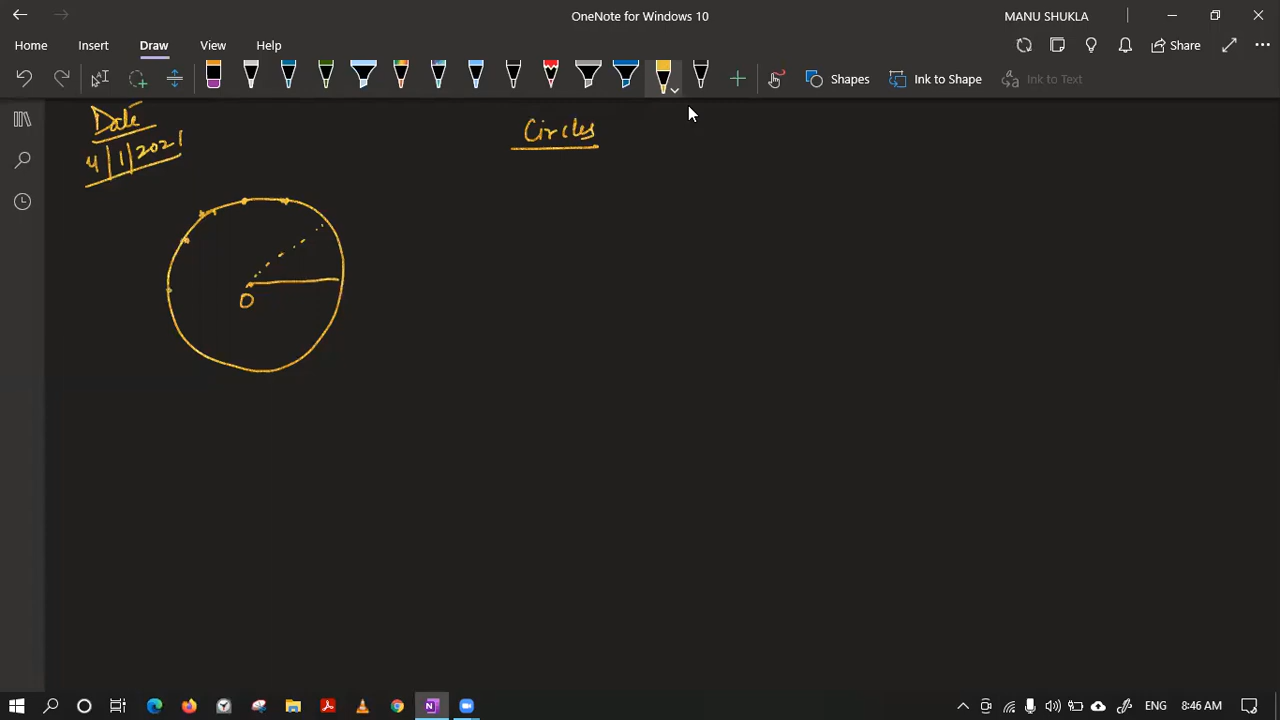 OneNote for Windows 10
MANU SHUKLA
Home Insert Draw View Help
Share
Shapes
Ink to Shape
Ink to Text
Date
4/1/2021
Circles
O
ENG 8:46 AM